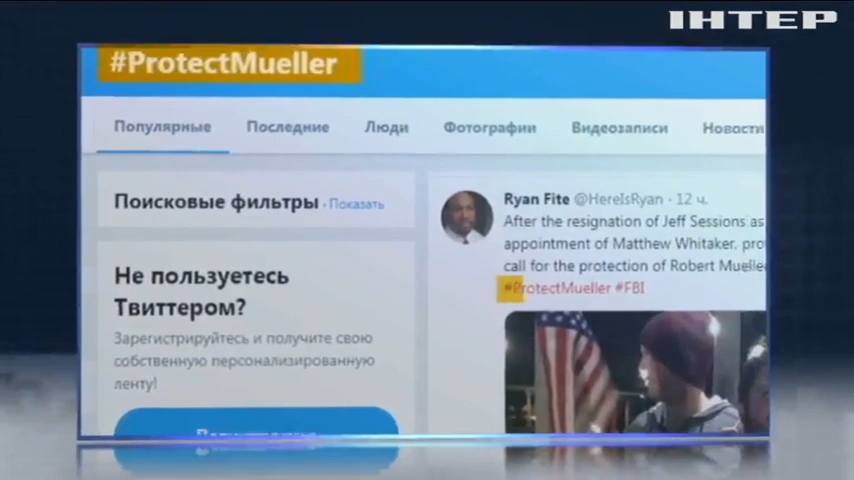 ІНТЕР
#ProtectMueller
Популярные Последние Люди Фотографии Видеозаписи Новости
Поисковые фильтры · Показать
Не пользуетесь
Твиттером?
Зарегистрируйтесь и получите свою
собственную персонализированную
ленту!
Ryan Fite @HereIsRyan · 12 ч.
After the resignation of Jeff Sessions as
appointment of Matthew Whitaker, pro
call for the protection of Robert Mueller
#ProtectMueller #FBI